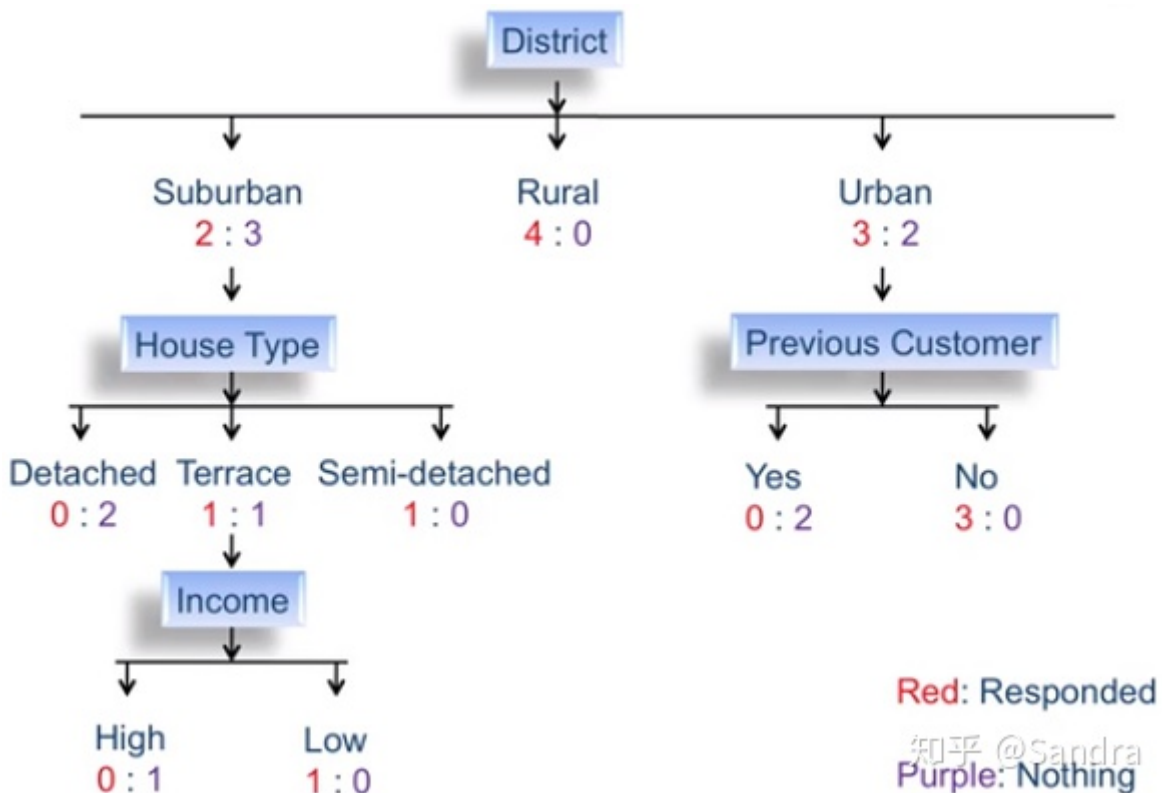 District
Suburban Rural Urban
2 : 3 4 : 0 3 : 2
House Type Previous Customer
Detached Terrace Semi-detached Yes No
0 : 2 1 : 1 1 : 0 0 : 2 3 : 0
Income
Red: Responded
High Low
知乎 @Sandra
0 : 1 1 : 0
Purple: Nothing